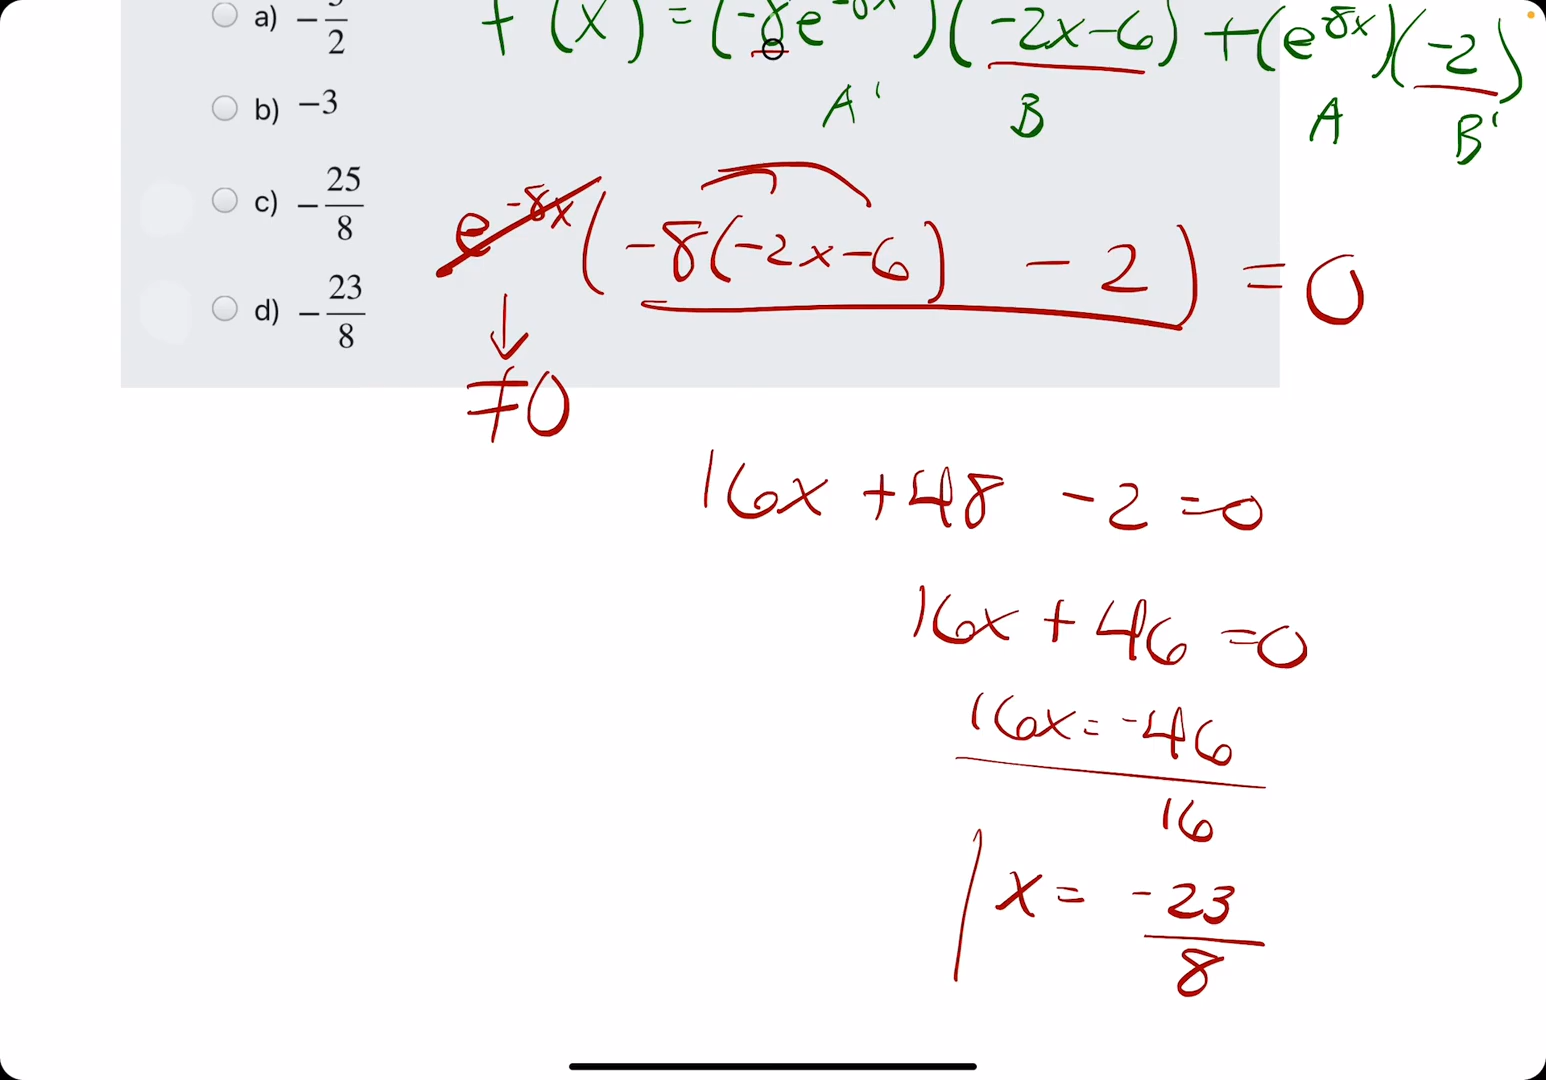 a) −5/2
f'(x) = (−8e^−8x)(−2x−6) + (e^-8x)(−2)
b) −3
A' B A B'
c) −25/8
e^−8x (−8(−2x−6) − 2) = 0
d) −23/8
≠0
16x +48 −2 =0
16x + 46 =0
16x = −46
16
x = −23/8